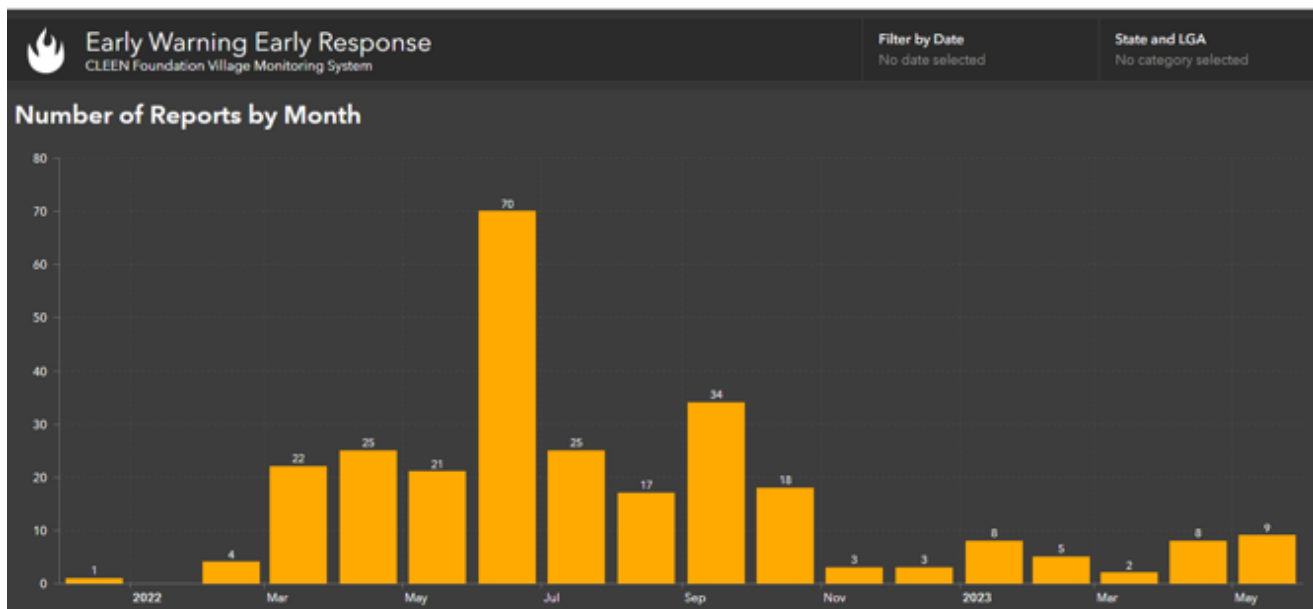 Early Warning Early Response
CLEEN Foundation Village Monitoring System
Filter by Date
No date selected
State and LGA
No category selected
Number of Reports by Month
80
70
60
50
40
30
20
10
0
1
4
22
25
21
70
25
17
34
18
3
3
8
5
2
8
9
2022
Mar
May
Jul
Sep
Nov
2023
Mar
May